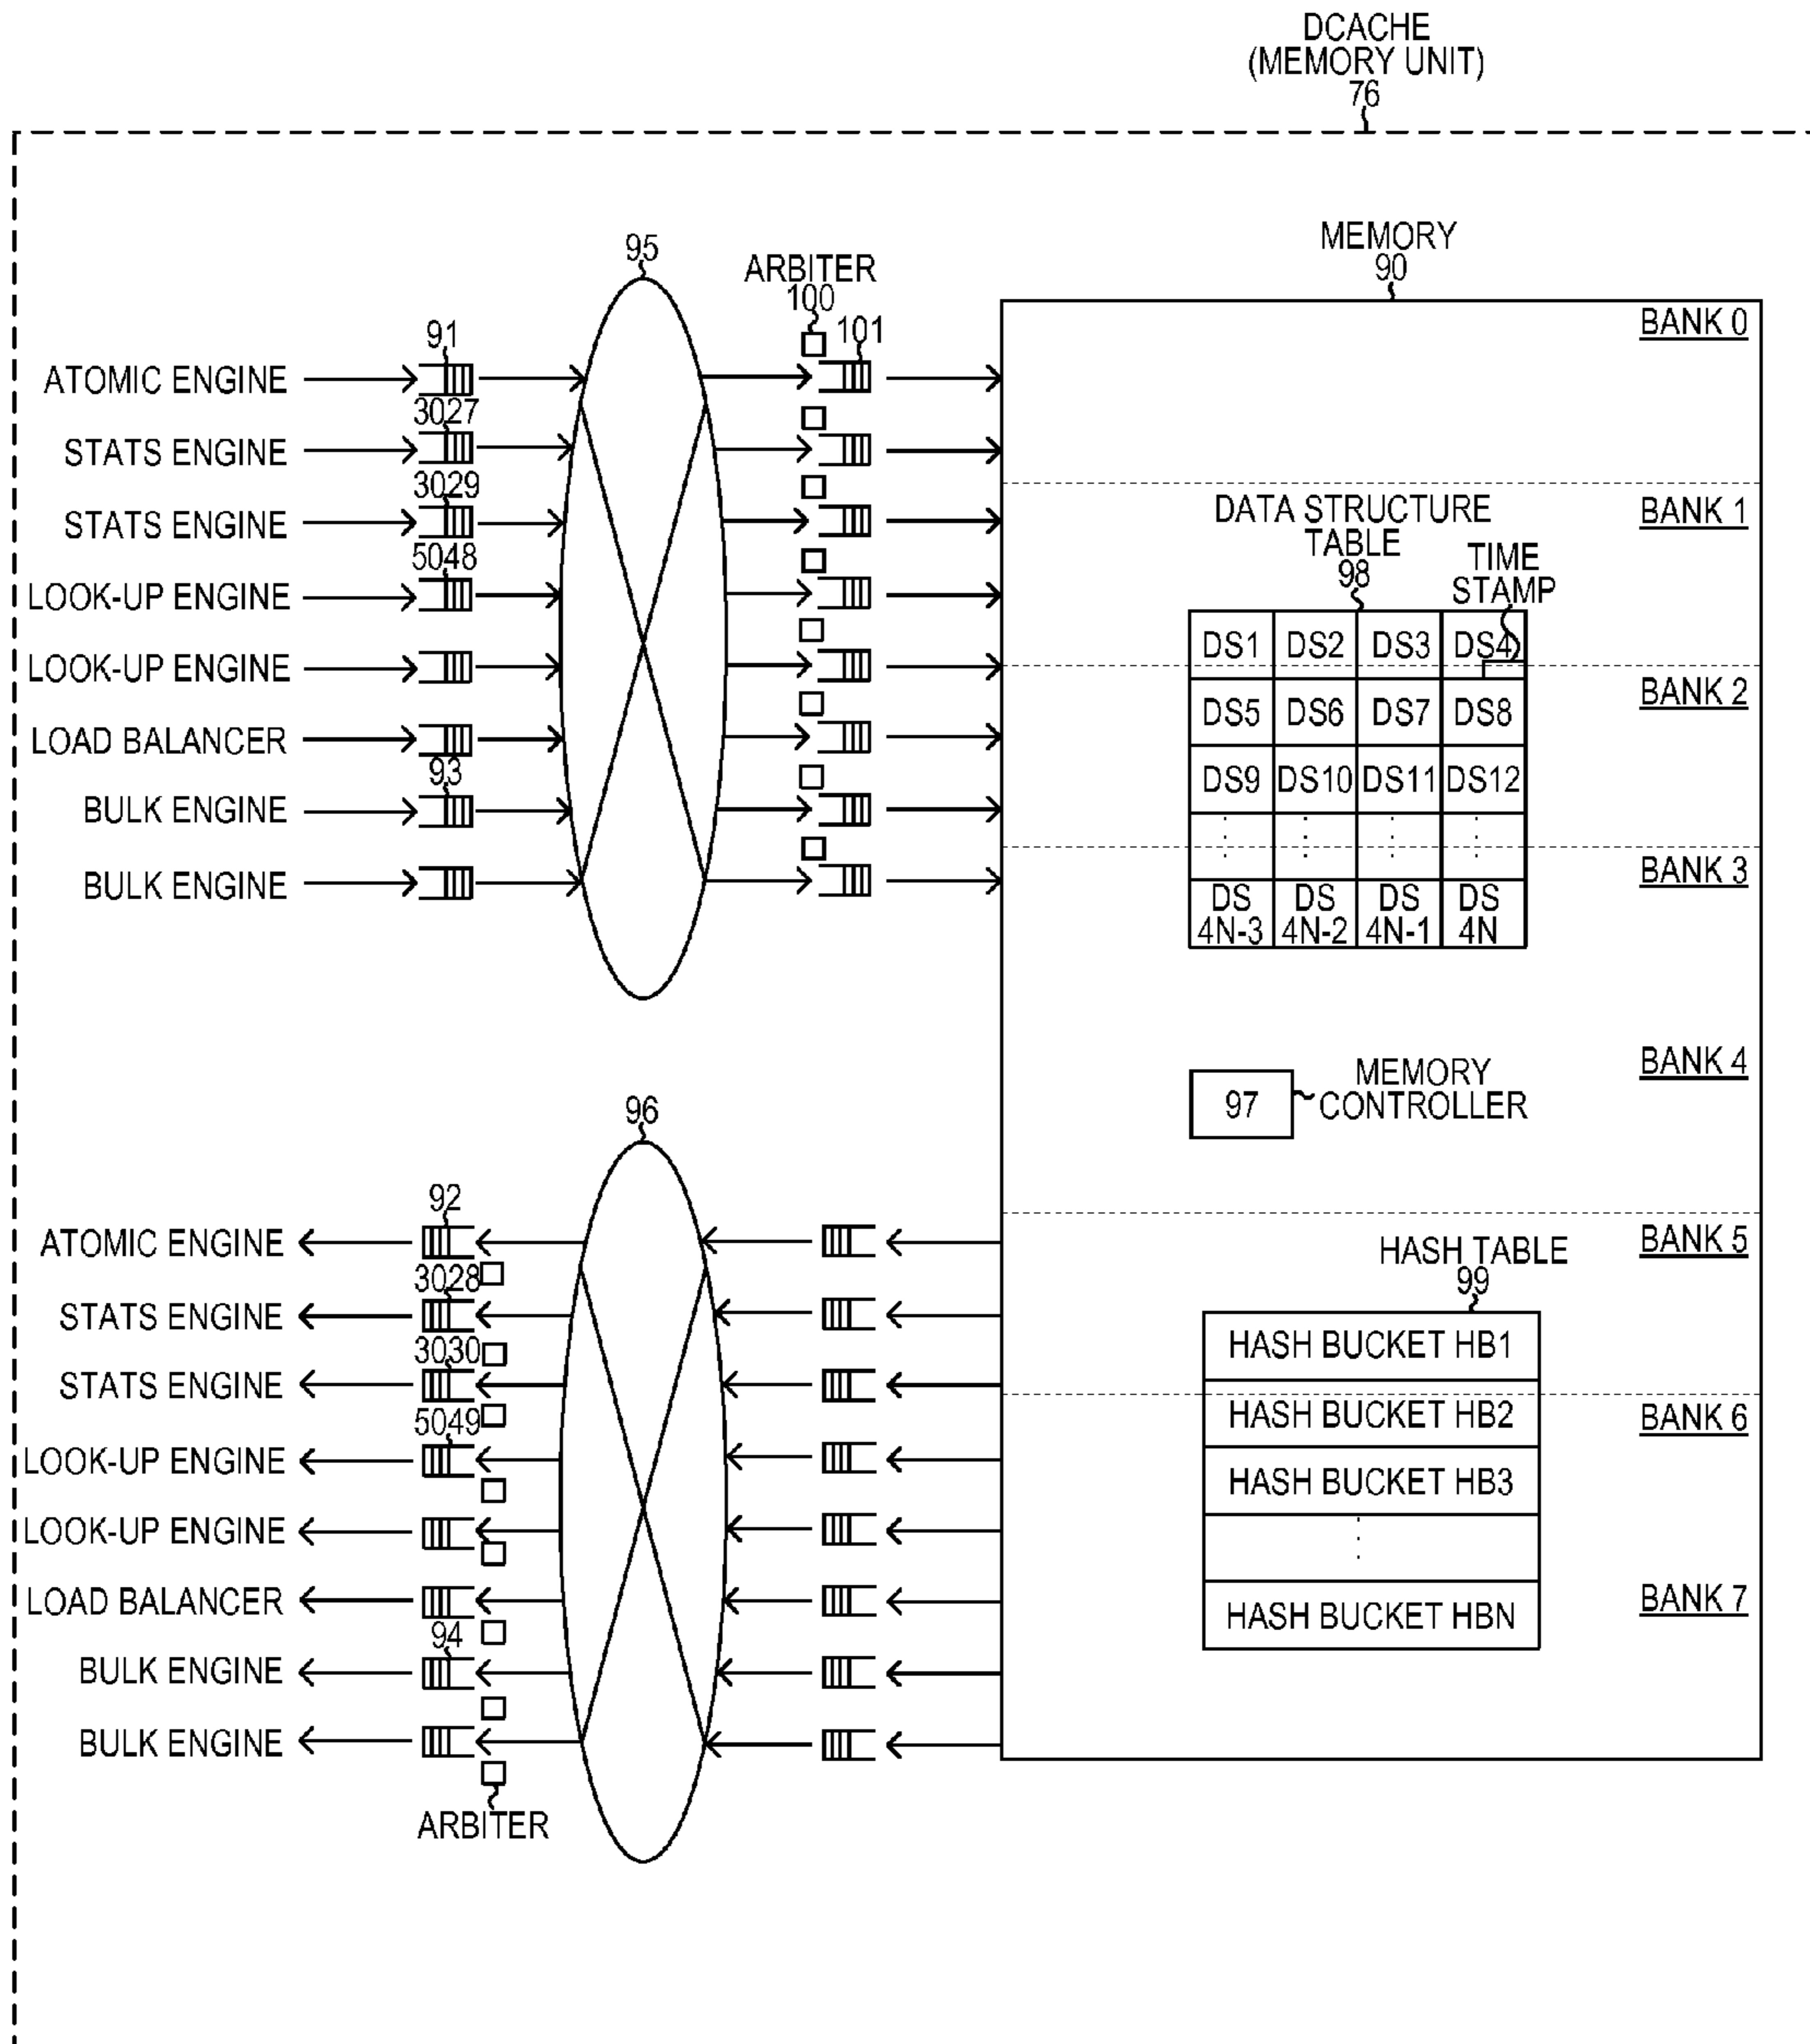 DCACHE
(MEMORY UNIT)
76
95
ARBITER
100
101
MEMORY
90
BANK 0
91
ATOMIC ENGINE
3027
STATS ENGINE
3029
STATS ENGINE
5048
LOOK-UP ENGINE
LOOK-UP ENGINE
LOAD BALANCER
93
BULK ENGINE
BULK ENGINE
DATA STRUCTURE
TABLE
98
TIME
STAMP
BANK 1
DS1 DS2 DS3 DS4
BANK 2
DS5 DS6 DS7 DS8
DS9 DS10 DS11 DS12
BANK 3
DS DS DS DS
4N-3 4N-2 4N-1 4N
BANK 4
97
MEMORY
CONTROLLER
96
92
ATOMIC ENGINE
3028
STATS ENGINE
3030
STATS ENGINE
5049
LOOK-UP ENGINE
LOOK-UP ENGINE
LOAD BALANCER
94
BULK ENGINE
BULK ENGINE
ARBITER
BANK 5
HASH TABLE
99
HASH BUCKET HB1
HASH BUCKET HB2
BANK 6
HASH BUCKET HB3
HASH BUCKET HBN
BANK 7